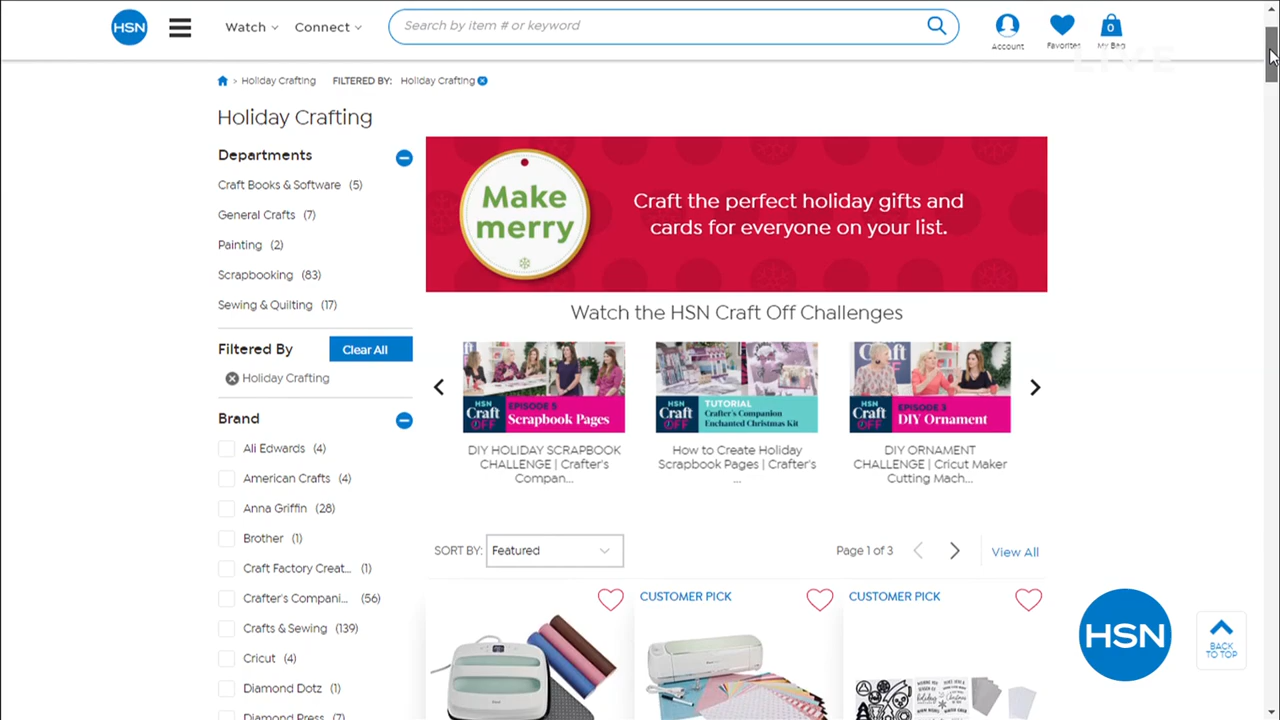 HSN
Watch
Connect
Search by item # or keyword
Account
Favorites
0
My Bag
LIVE
> Holiday Crafting
FILTERED BY:
Holiday Crafting
Holiday Crafting
Departments
Craft Books & Software (5)
General Crafts (7)
Painting (2)
Scrapbooking (83)
Sewing & Quilting (17)
Filtered By
Clear All
Holiday Crafting
Brand
Ali Edwards (4)
American Crafts (4)
Anna Griffin (28)
Brother (1)
Craft Factory Creat... (1)
Crafter's Compani... (56)
Crafts & Sewing (139)
Cricut (4)
Diamond Dotz (1)
Diamond Press (7)
Make
merry
Craft the perfect holiday gifts and
cards for everyone on your list.
Watch the HSN Craft Off Challenges
HSN
Craft
OFF
EPISODE 5
Scrapbook Pages
DIY HOLIDAY SCRAPBOOK
CHALLENGE | Crafter's
Compan...
HSN
Craft
OFF
TUTORIAL
Crafter's Companion
Enchanted Christmas Kit
How to Create Holiday
Scrapbook Pages | Crafter's
...
HSN
Craft
OFF
EPISODE 3
DIY Ornament
DIY ORNAMENT
CHALLENGE | Cricut Maker
Cutting Mach...
SORT BY:
Featured
Page 1 of 3
View All
CUSTOMER PICK
CUSTOMER PICK
HSN
BACK
TO TOP